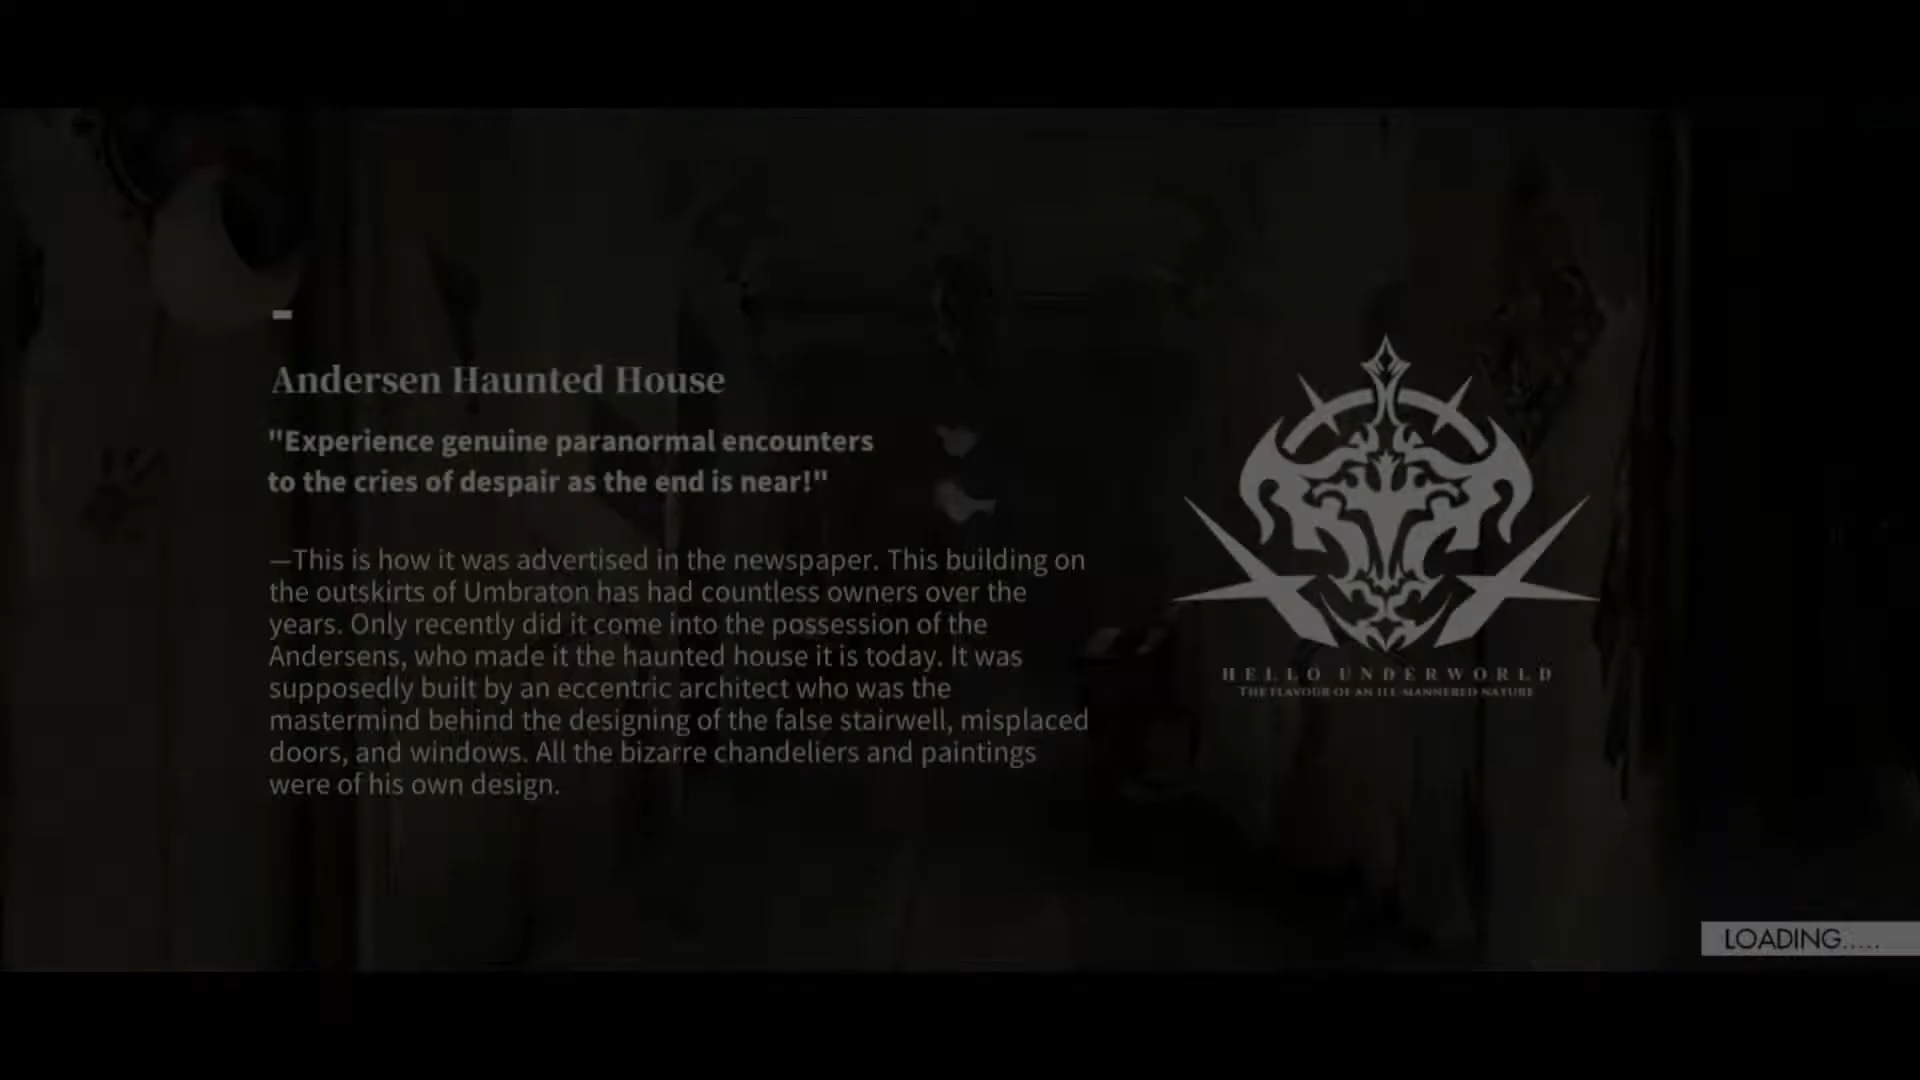 Andersen Haunted House
"Experience genuine paranormal encounters
to the cries of despair as the end is near!"
—This is how it was advertised in the newspaper. This building on
the outskirts of Umbraton has had countless owners over the
years. Only recently did it come into the possession of the
Andersens, who made it the haunted house it is today. It was
supposedly built by an eccentric architect who was the
mastermind behind the designing of the false stairwell, misplaced
doors, and windows. All the bizarre chandeliers and paintings
were of his own design.
HELLO UNDERWORLD
THE FLAVOUR OF AN ILL-MANNERED NATURE
LOADING.....